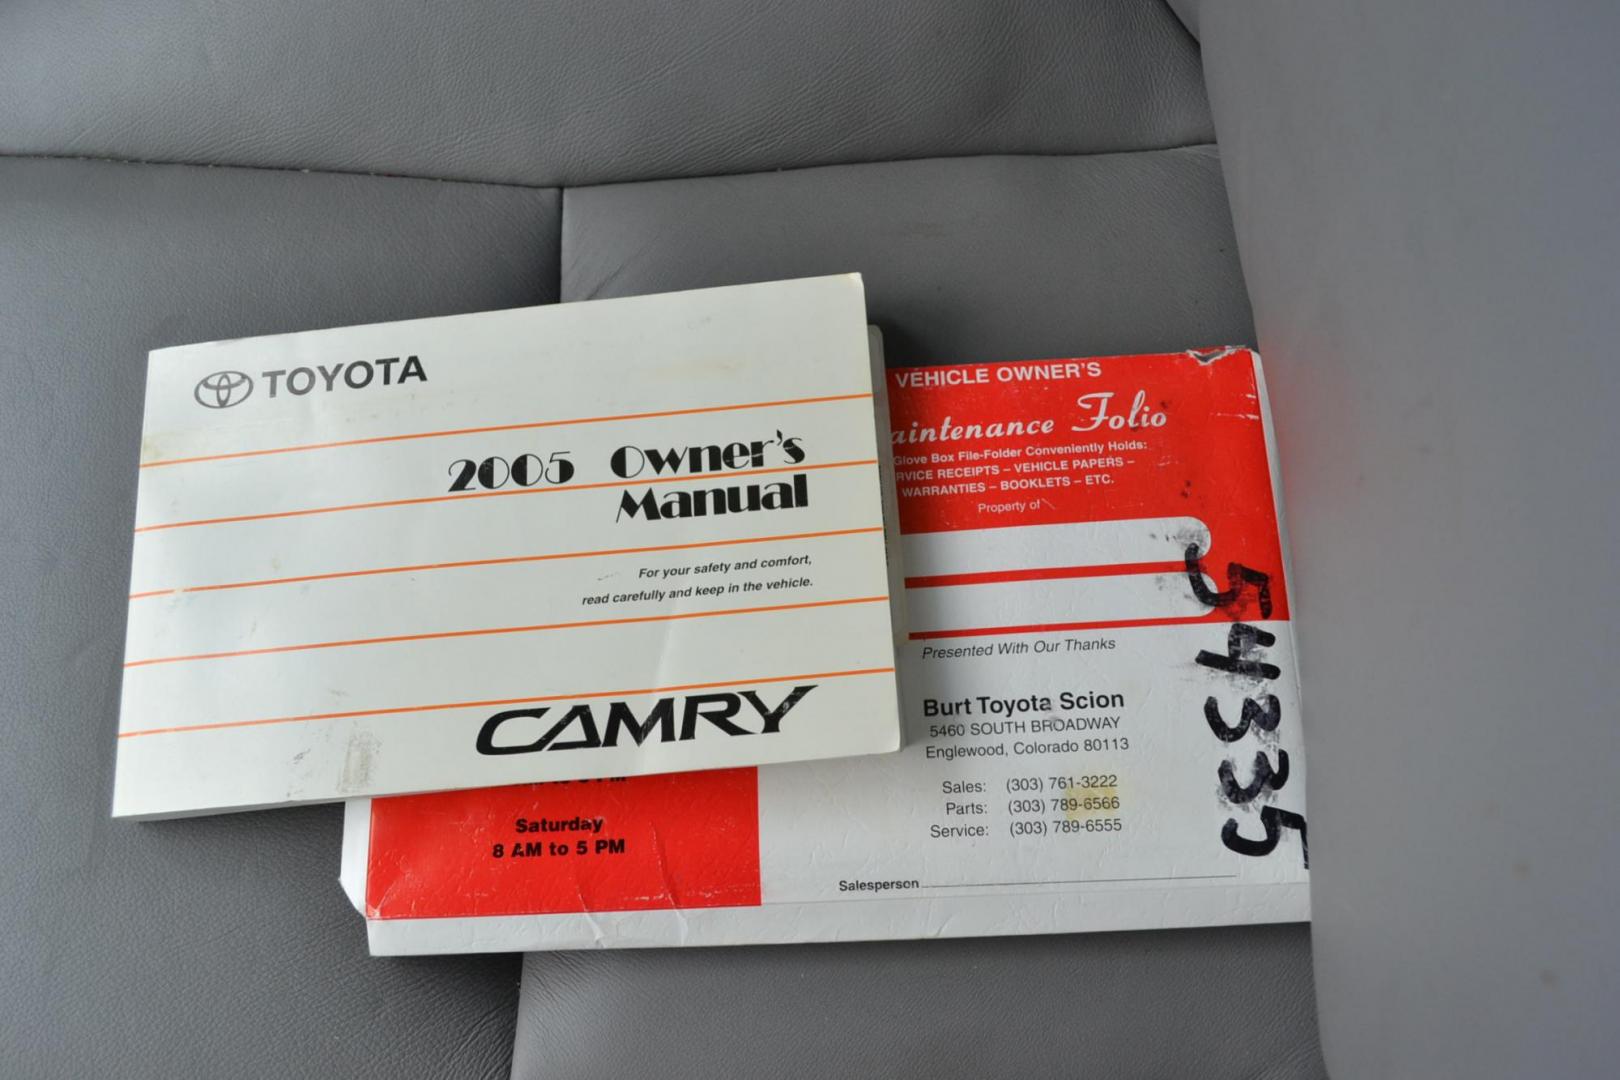 TOYOTA
2005 Owner's
Manual
For your safety and comfort,
read carefully and keep in the vehicle.
CAMRY
VEHICLE OWNER'S
Folio
Glove Box File-Folder Conveniently Holds:
RECEIPTS – VEHICLE PAPERS –
WARRANTIES – BOOKLETS – ETC.
Property of
Presented With Our Thanks
Burt Toyota Scion
5460 SOUTH BROADWAY
Englewood, Colorado 80113
Sales: (303) 761-3222
Parts: (303) 789-6566
Service: (303) 789-6555
Salesperson
Saturday
8 AM to 5 PM